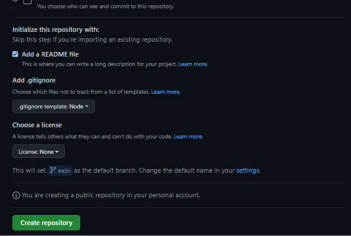 You choose who can see and commit to this repository.
Initialize this repository with:
Skip this step if you're importing an existing repository.
Add a README file
This is where you can write a long description for your project. Learn more.
Add .gitignore
Choose which files not to track from a list of templates. Learn more.
.gitignore template: Node
Choose a license
A license tells others what they can and can't do with your code. Learn more.
License: None
This will set main as the default branch. Change the default name in your settings.
You are creating a public repository in your personal account.
Create repository